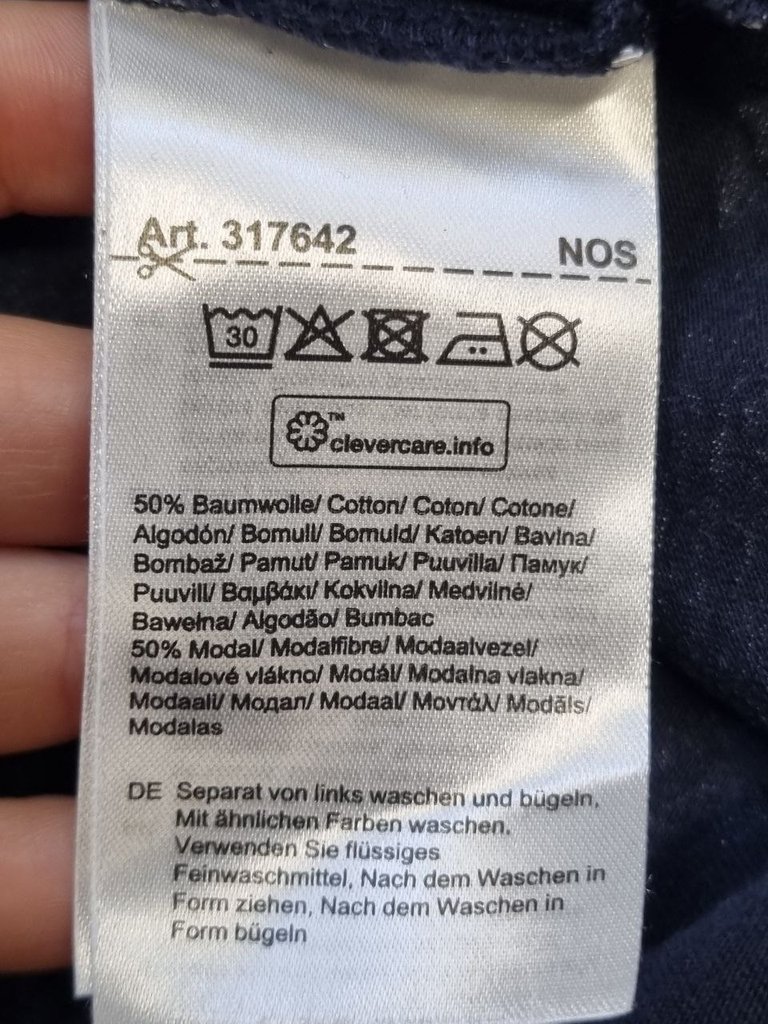 Art. 317642
NOS
30
™
clevercare.info
50% Baumwolle/ Cotton/ Coton/ Cotone/
Algodón/ Bomull/ Bomuld/ Katoen/ Bavlna/
Bombaž/ Pamut/ Pamuk/ Puuvilla/ Памук/
Puuvill/ Βαμβάκι/ Kokvilna/ Medvilnė/
Bawełna/ Algodão/ Bumbac
50% Modal/ Modalfibre/ Modaalvezel/
Modalové vlákno/ Modál/ Modalna vlakna/
Modaali/ Модал/ Modaal/ Μοντάλ/ Modāls/
Modalas
DE Separat von links waschen und bügeln,
Mit ähnlichen Farben waschen,
Verwenden Sie flüssiges
Feinwaschmittel, Nach dem Waschen in
Form ziehen, Nach dem Waschen in
Form bügeln